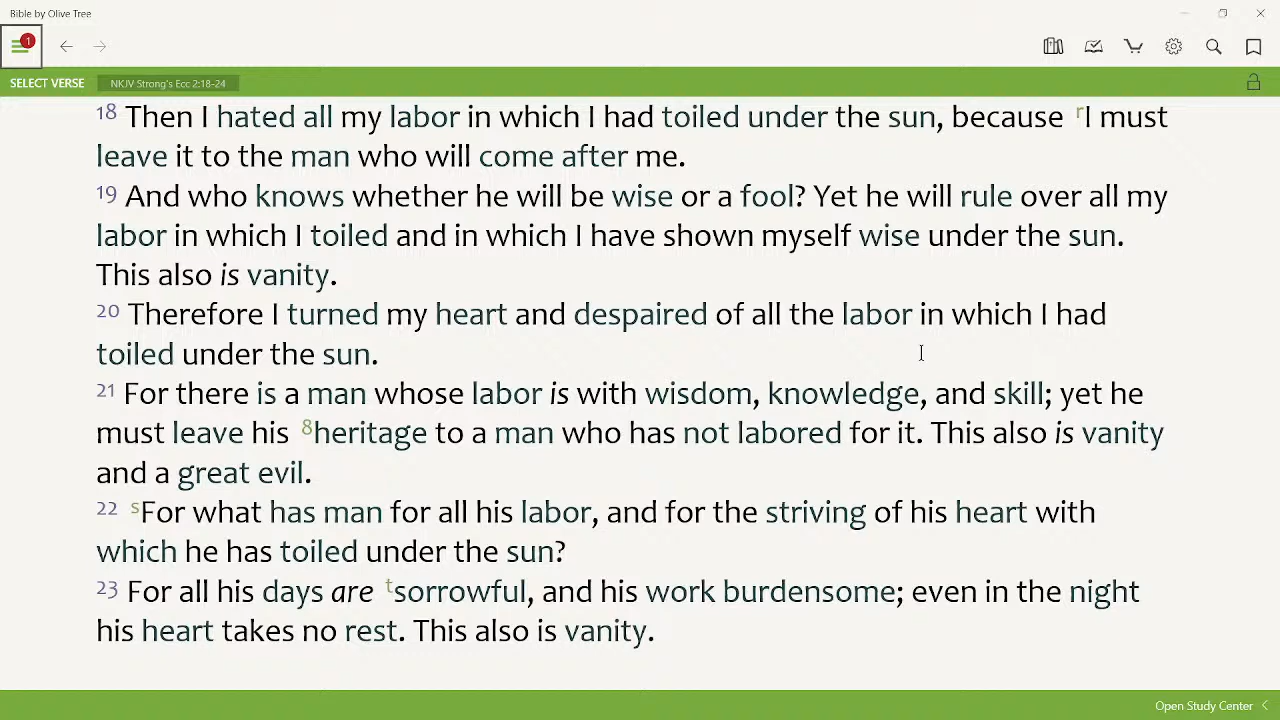 Bible by Olive Tree
1
SELECT VERSE NKJV Strong's Ecc 2:18-24
18 Then I hated all my labor in which I had toiled under the sun, because rI must
leave it to the man who will come after me.
19 And who knows whether he will be wise or a fool? Yet he will rule over all my
labor in which I toiled and in which I have shown myself wise under the sun.
This also is vanity.
20 Therefore I turned my heart and despaired of all the labor in which I had
toiled under the sun.
21 For there is a man whose labor is with wisdom, knowledge, and skill; yet he
must leave his 8heritage to a man who has not labored for it. This also is vanity
and a great evil.
22 sFor what has man for all his labor, and for the striving of his heart with
which he has toiled under the sun?
23 For all his days are tsorrowful, and his work burdensome; even in the night
his heart takes no rest. This also is vanity.
Open Study Center